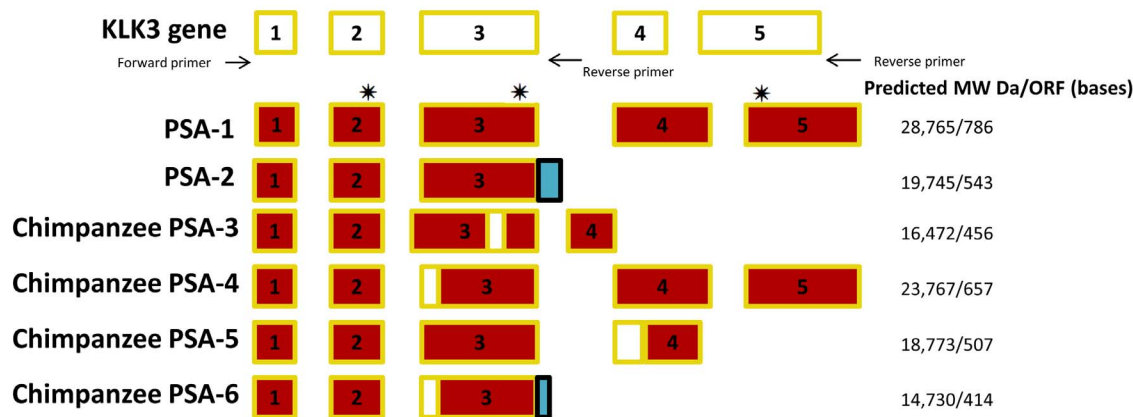 KLK3 gene 1 2 3 4 5
Forward primer Reverse primer Reverse primer
Predicted MW Da/ORF (bases)
PSA-1 1 2 3 4 5 28,765/786
PSA-2 1 2 3 19,745/543
Chimpanzee PSA-3 1 2 3 4 16,472/456
Chimpanzee PSA-4 1 2 3 4 5 23,767/657
Chimpanzee PSA-5 1 2 3 4 18,773/507
Chimpanzee PSA-6 1 2 3 14,730/414